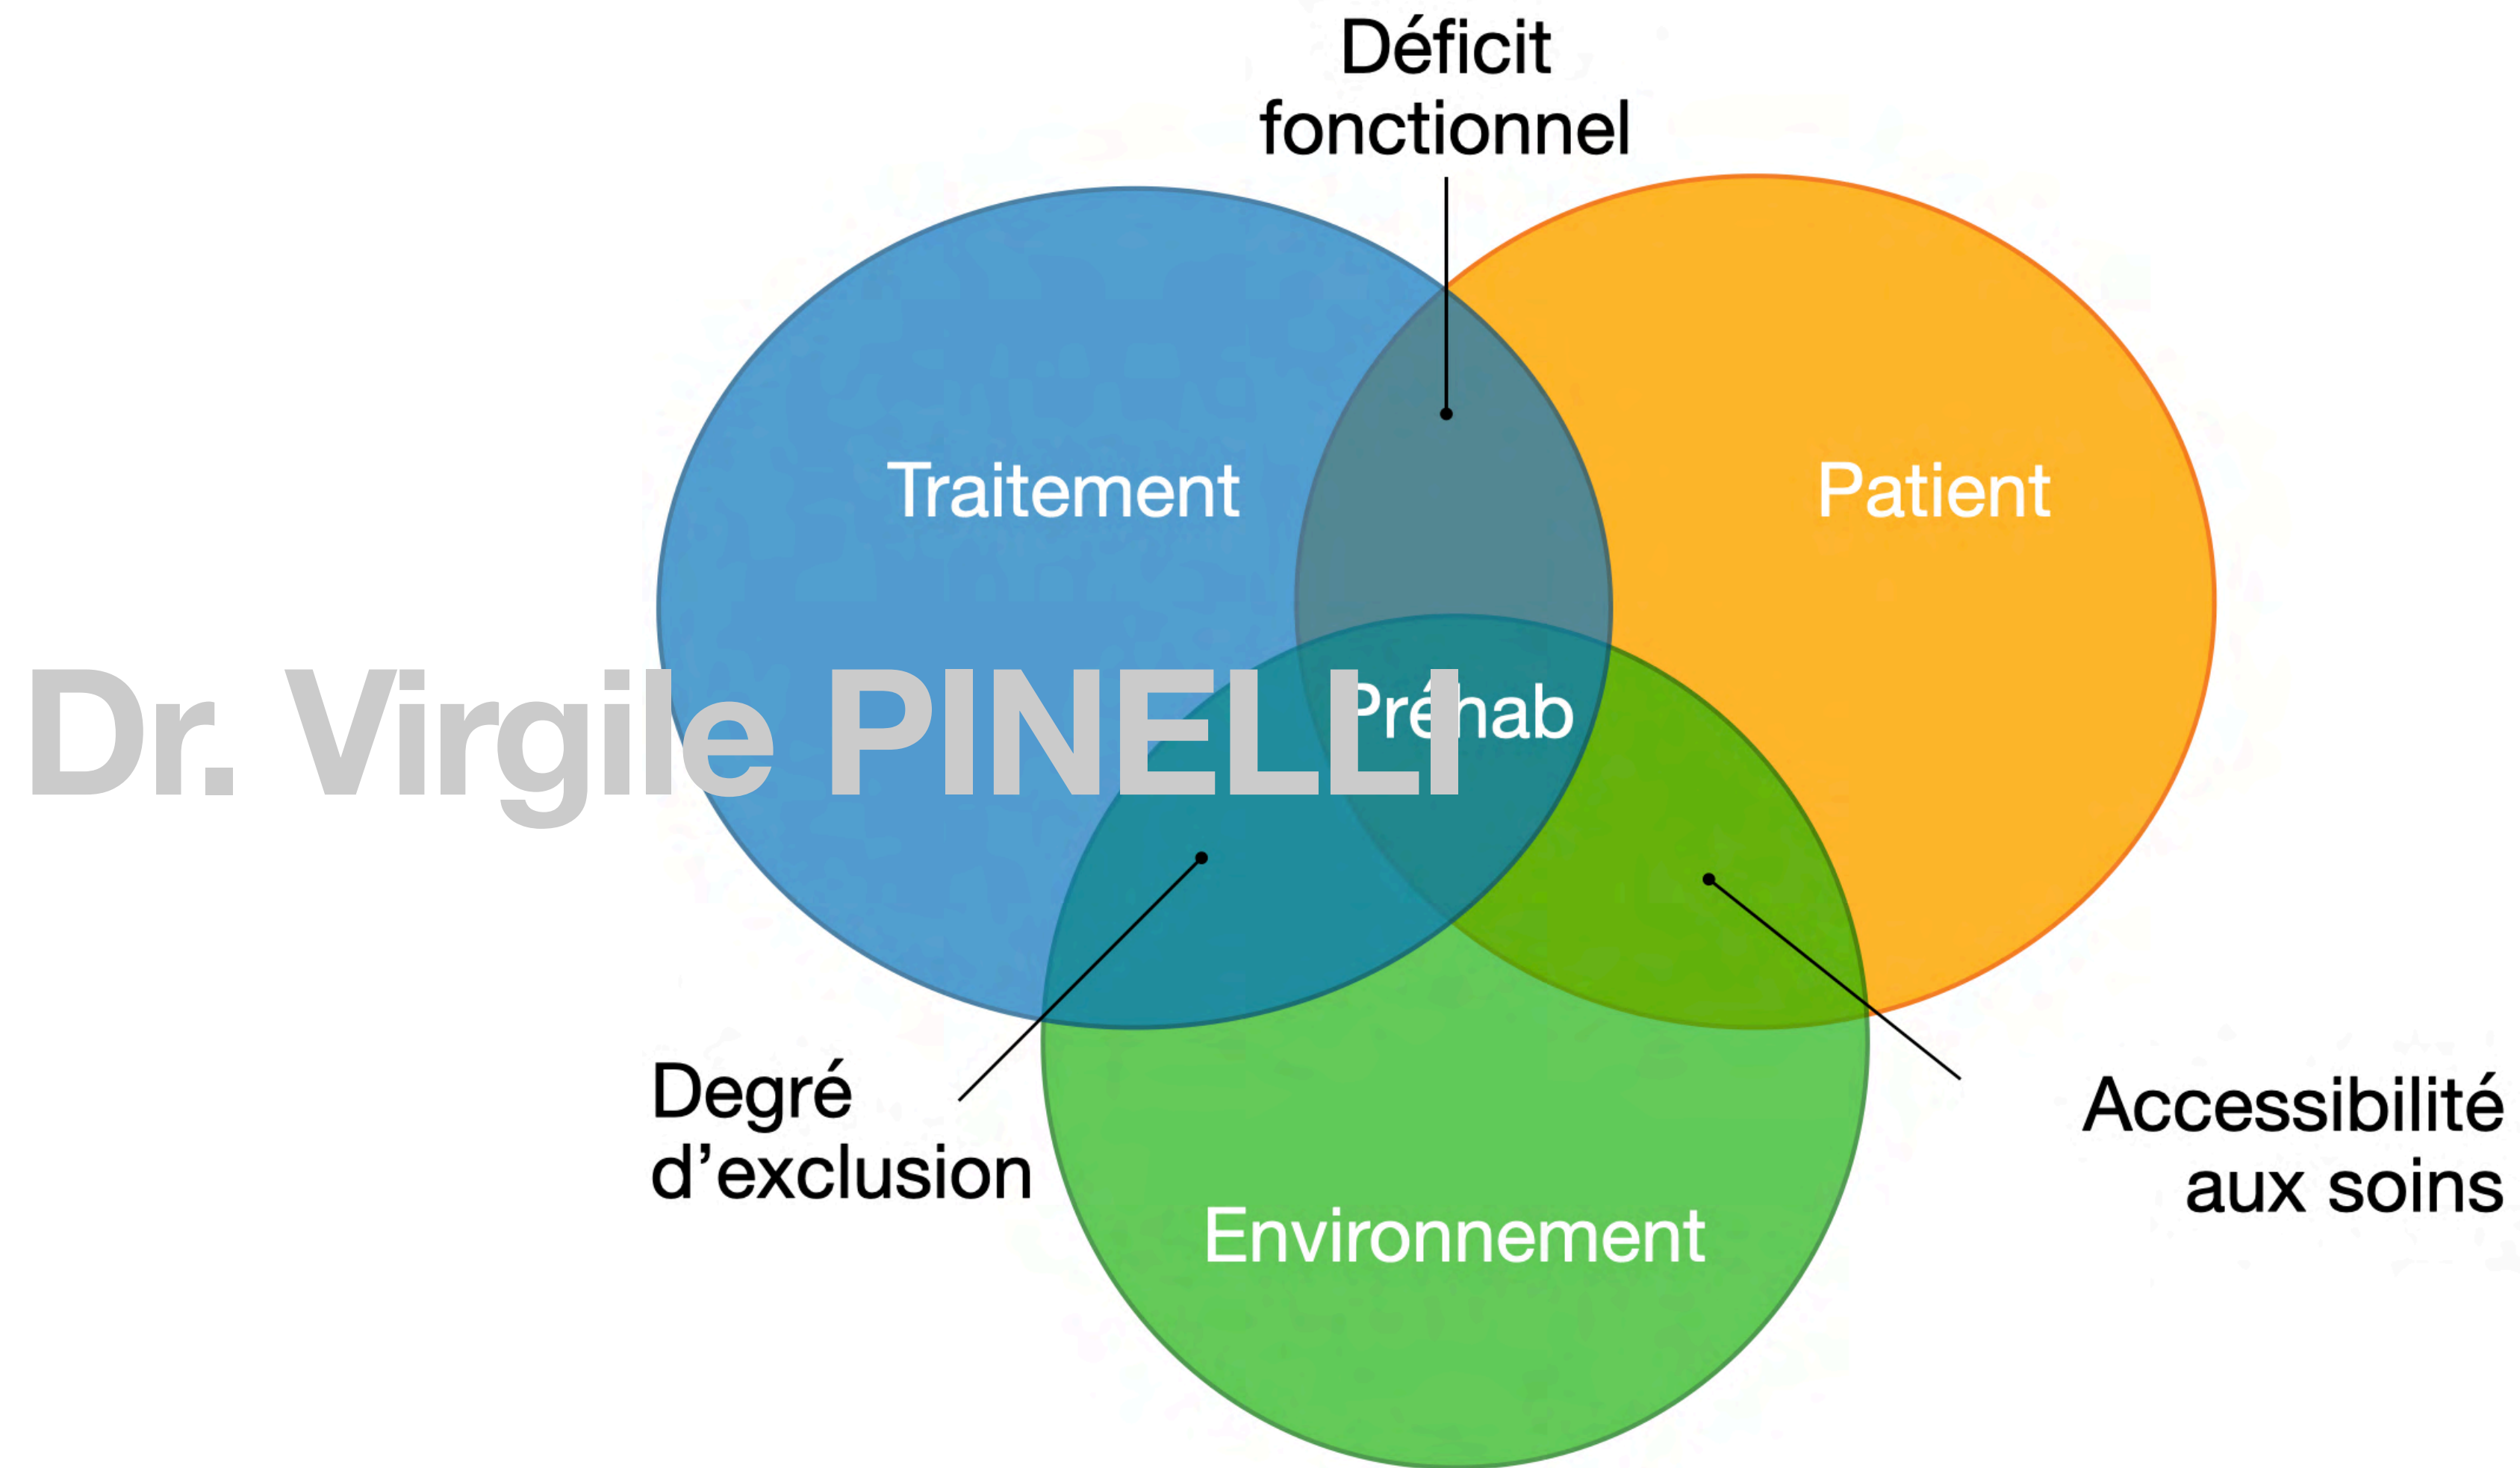 Déficit
fonctionnel
Traitement
Patient
Dr. Virgile PINELLI
Préhab
Degré
d’exclusion
Accessibilité
aux soins
Environnement